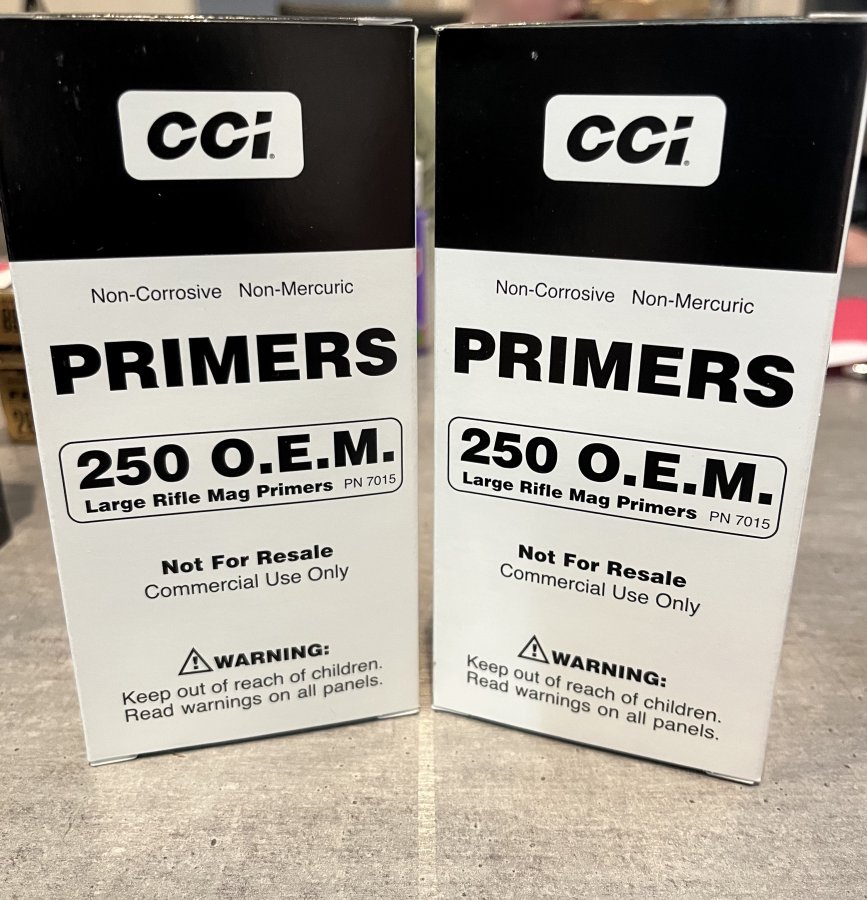 CCI
Non-Corrosive Non-Mercuric
PRIMERS
250 O.E.M.
Large Rifle Mag Primers PN 7015
Not For Resale
Commercial Use Only
WARNING:
Keep out of reach of children.
Read warnings on all panels.
CCI
Non-Corrosive Non-Mercuric
PRIMERS
250 O.E.M.
Large Rifle Mag Primers PN 7015
Not For Resale
Commercial Use Only
WARNING:
Keep out of reach of children.
Read warnings on all panels.